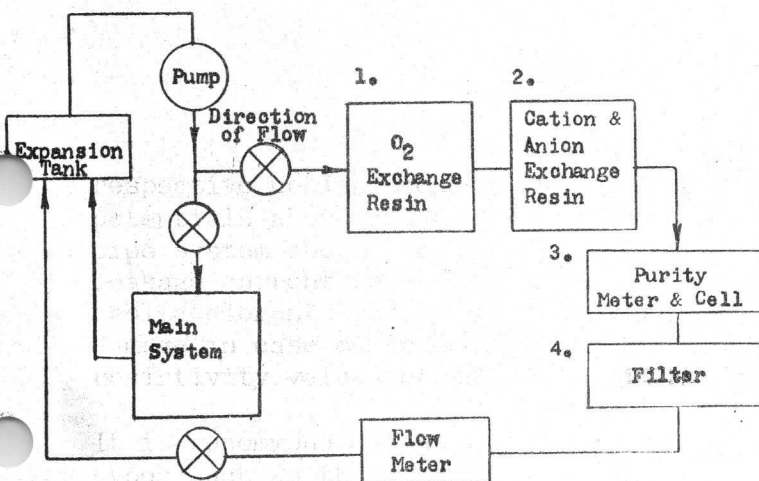 Pump
1.
2.
Direction
of Flow
Expansion
Tank
O2
Exchange
Resin
Cation &
Anion
Exchange
Resin
3.
Purity
Meter & Cell
Main
System
4.
Filter
Flow
Meter